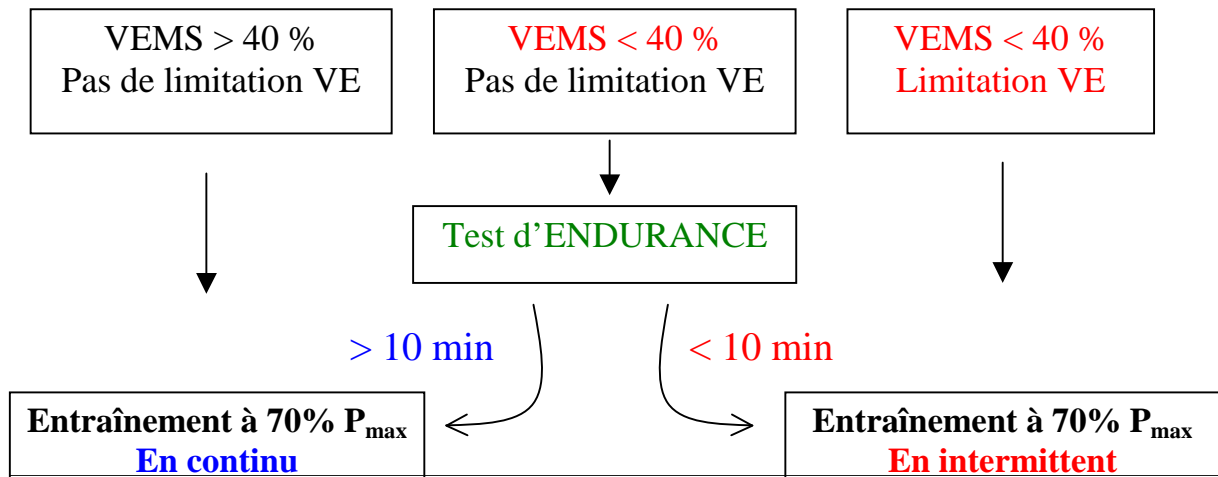 VEMS > 40 %
Pas de limitation VE
VEMS < 40 %
Pas de limitation VE
VEMS < 40 %
Limitation VE
Test d’ENDURANCE
> 10 min
< 10 min
Entraînement à 70% Pmax
En continu
Entraînement à 70% Pmax
En intermittent